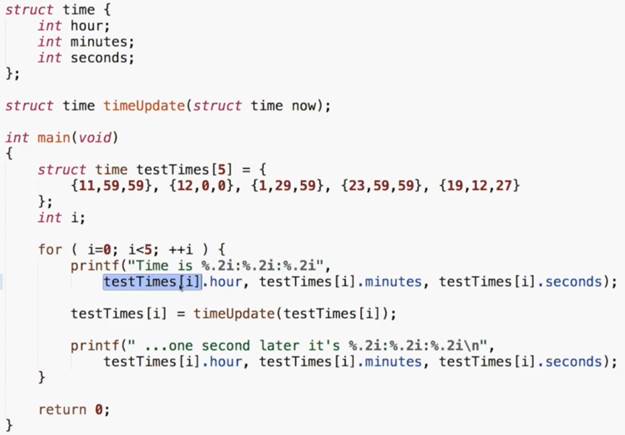 struct time {
    int hour;
    int minutes;
    int seconds;
};

struct time timeUpdate(struct time now);

int main(void)
{
    struct time testTimes[5] = {
        {11,59,59}, {12,0,0}, {1,29,59}, {23,59,59}, {19,12,27}
    };
    int i;

    for ( i=0; i<5; ++i ) {
        printf("Time is %.2i:%.2i:%.2i",
            testTimes[i].hour, testTimes[i].minutes, testTimes[i].seconds);

        testTimes[i] = timeUpdate(testTimes[i]);

        printf(" ...one second later it's %.2i:%.2i:%.2i\n",
            testTimes[i].hour, testTimes[i].minutes, testTimes[i].seconds);
    }

    return 0;
}